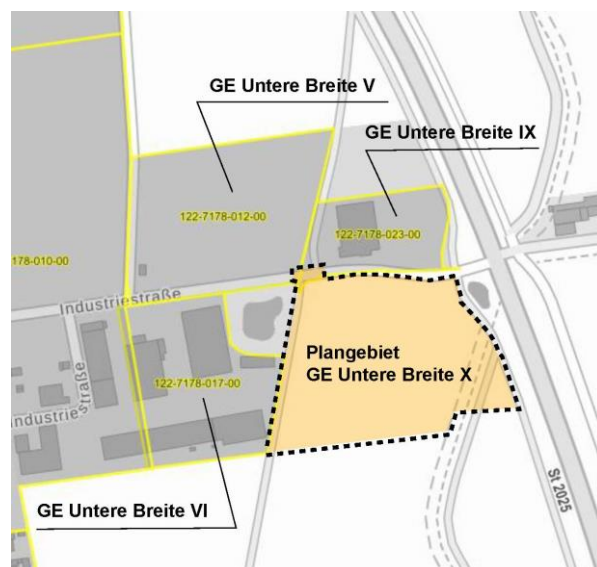 GE Untere Breite V
GE Untere Breite IX
122-7178-012-00
122-7178-023-00
178-010-00
Industriestraße
Plangebiet
GE Untere Breite X
122-7178-017-00
Industriestraße
St 2025
GE Untere Breite VI